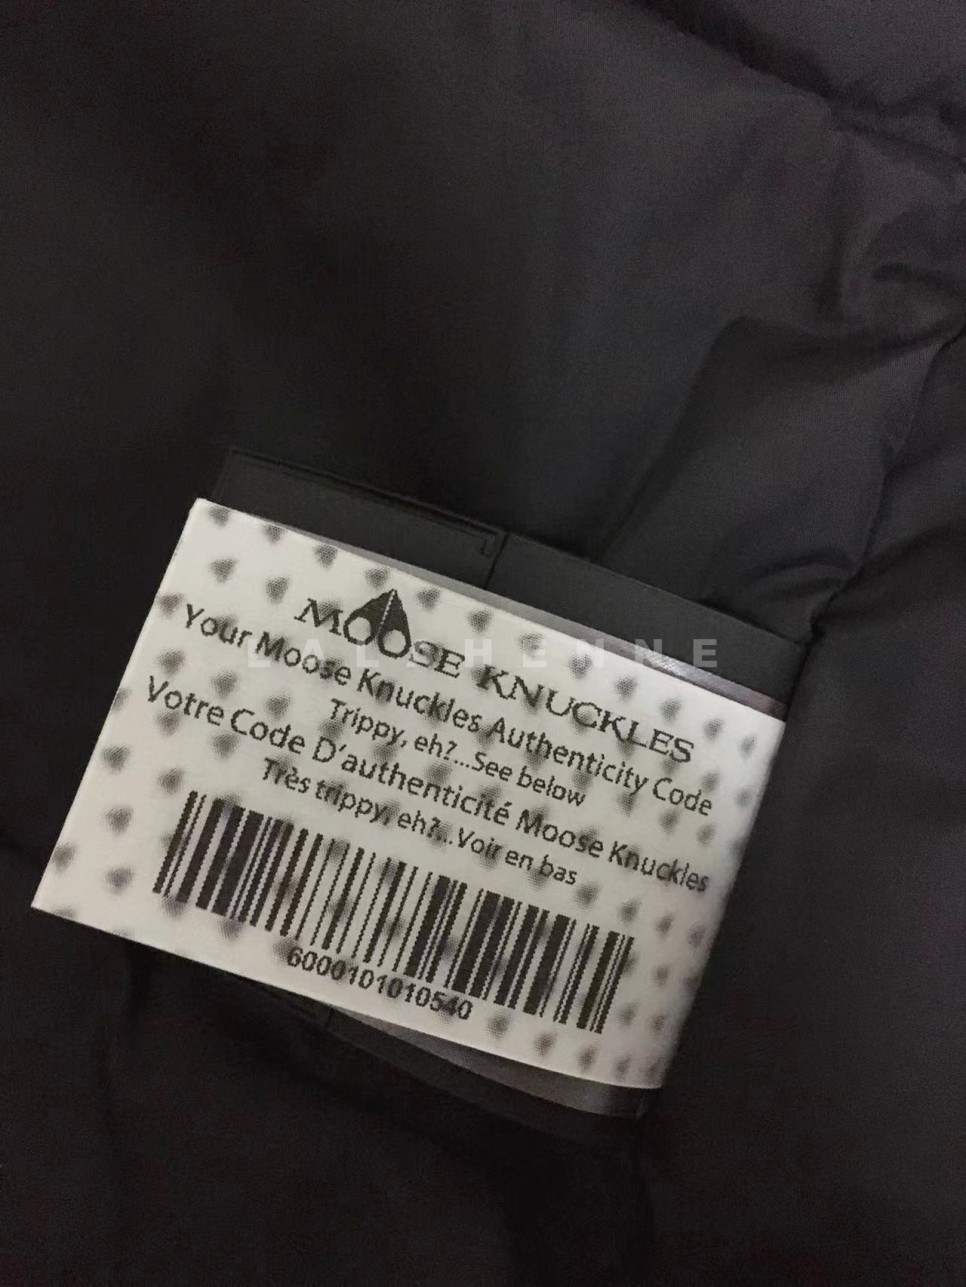 MOOSE KNUCKLES
Your Moose Knuckles Authenticity Code
Trippy, eh?...See below
Votre Code D'authenticité Moose Knuckles
Très trippy, eh?...Voir en bas
6000101010540